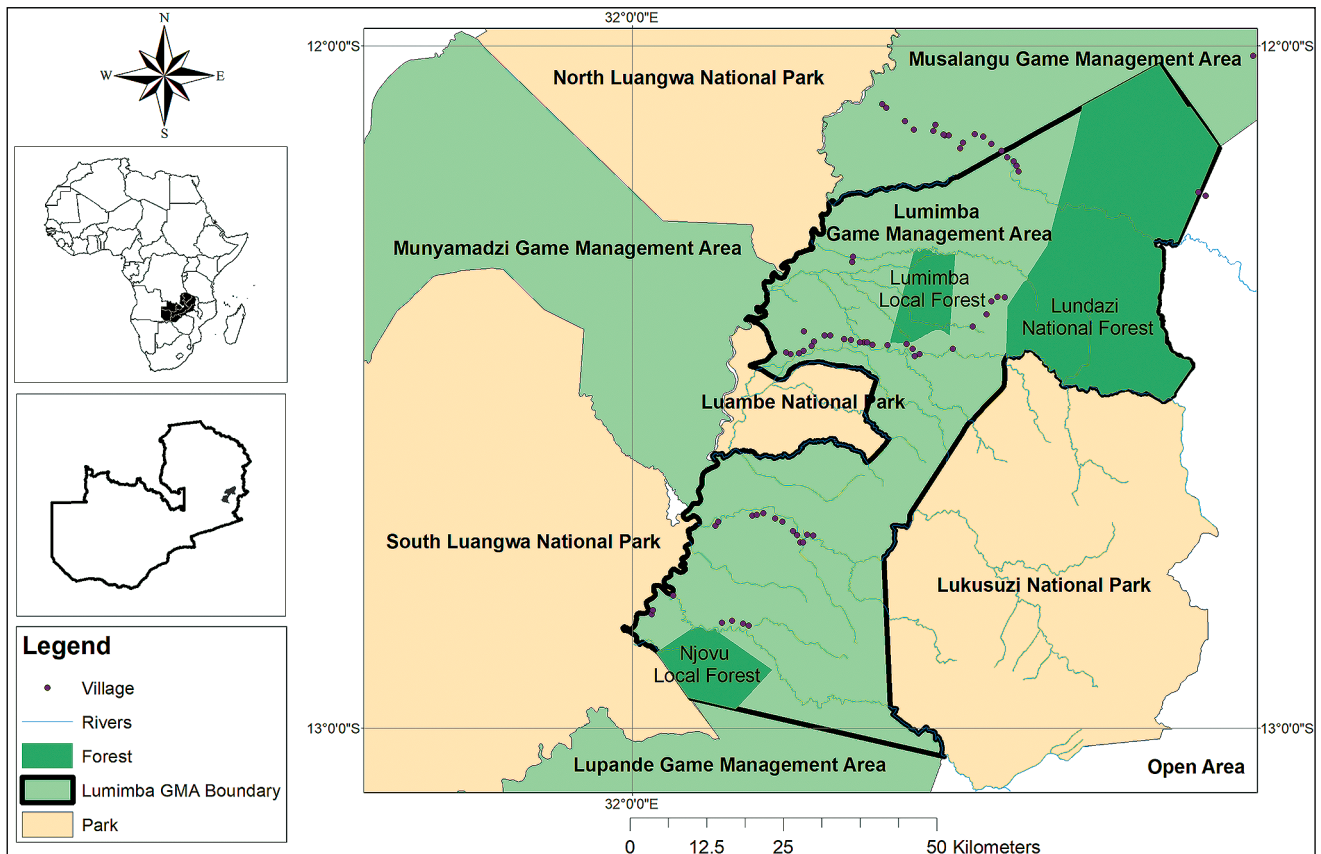 N
W
E
S
32°0'0"E
12°0'0"S
12°0'0"S
North Luangwa National Park
Musalangu Game Management Area
Munyamadzi Game Management Area
Lumimba
Game Management Area
Lumimba
Local Forest
Lundazi
National Forest
Luambe National Park
South Luangwa National Park
Lukusuzi National Park
Njovu
Local Forest
Lupande Game Management Area
Open Area
13°0'0"S
13°0'0"S
32°0'0"E
0
12.5
25
50 Kilometers
Legend
Village
Rivers
Forest
Lumimba GMA Boundary
Park